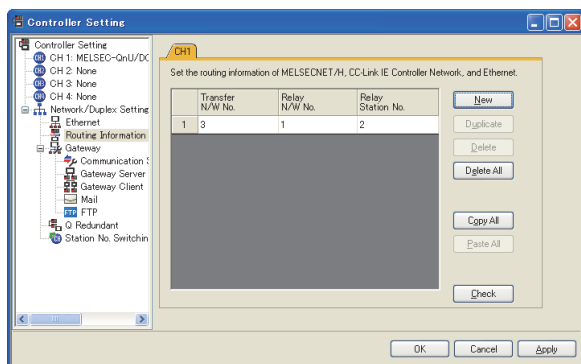 Controller Setting
Controller Setting
CH 1: MELSEC-QnU/DC
CH 2: None
CH 3: None
CH 4: None
Network/Duplex Setting
Ethernet
Routing Information
Gateway
Communication S
Gateway Server
Gateway Client
Mail
FTP FTP
Q Redundant
Station No. Switchin
CH1
Set the routing information of MELSECNET/H, CC-Link IE Controller Network, and Ethernet.
Transfer N/W No. Relay N/W No. Relay Station No.
1 3 1 2
New
Duplicate
Delete
Delete All
Copy All
Paste All
Check
OK Cancel Apply